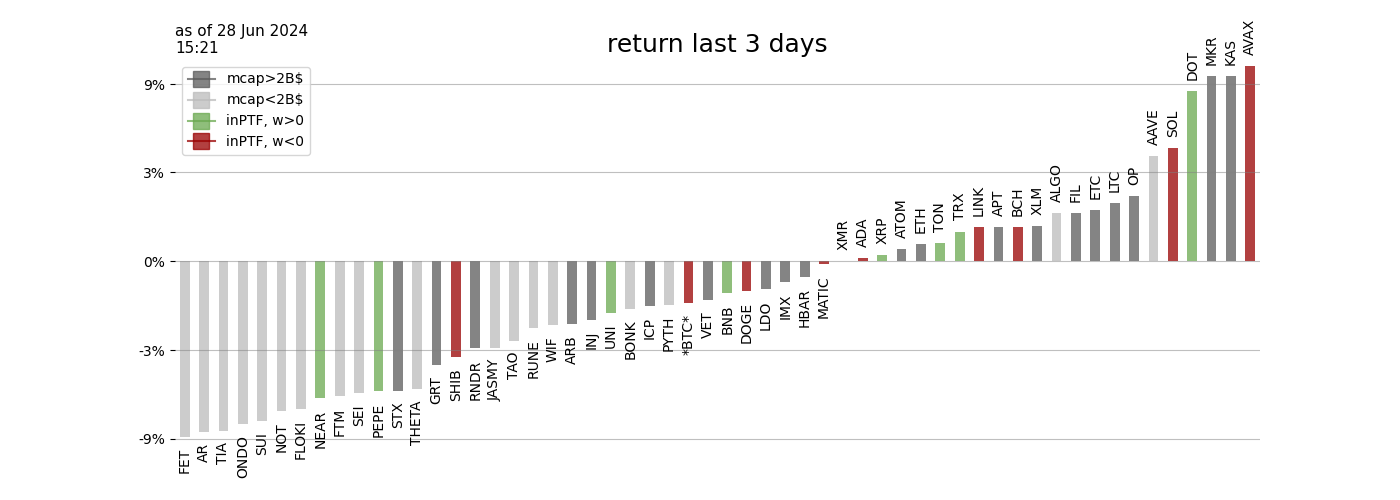 as of 28 Jun 2024
15:21
return last 3 days
mcap>2B$
mcap<2B$
inPTF, w>0
inPTF, w<0
9%
3%
0%
-3%
-9%
FET
AR
TIA
ONDO
SUI
NOT
FLOKI
NEAR
FTM
SEI
PEPE
STX
THETA
GRT
SHIB
RNDR
JASMY
TAO
RUNE
WIF
ARB
INJ
UNI
BONK
ICP
PYTH
*BTC*
VET
BNB
DOGE
LDO
IMX
HBAR
MATIC
XMR
ADA
XRP
ATOM
ETH
TON
TRX
LINK
APT
BCH
XLM
ALGO
FIL
ETC
LTC
OP
AAVE
SOL
DOT
MKR
KAS
AVAX